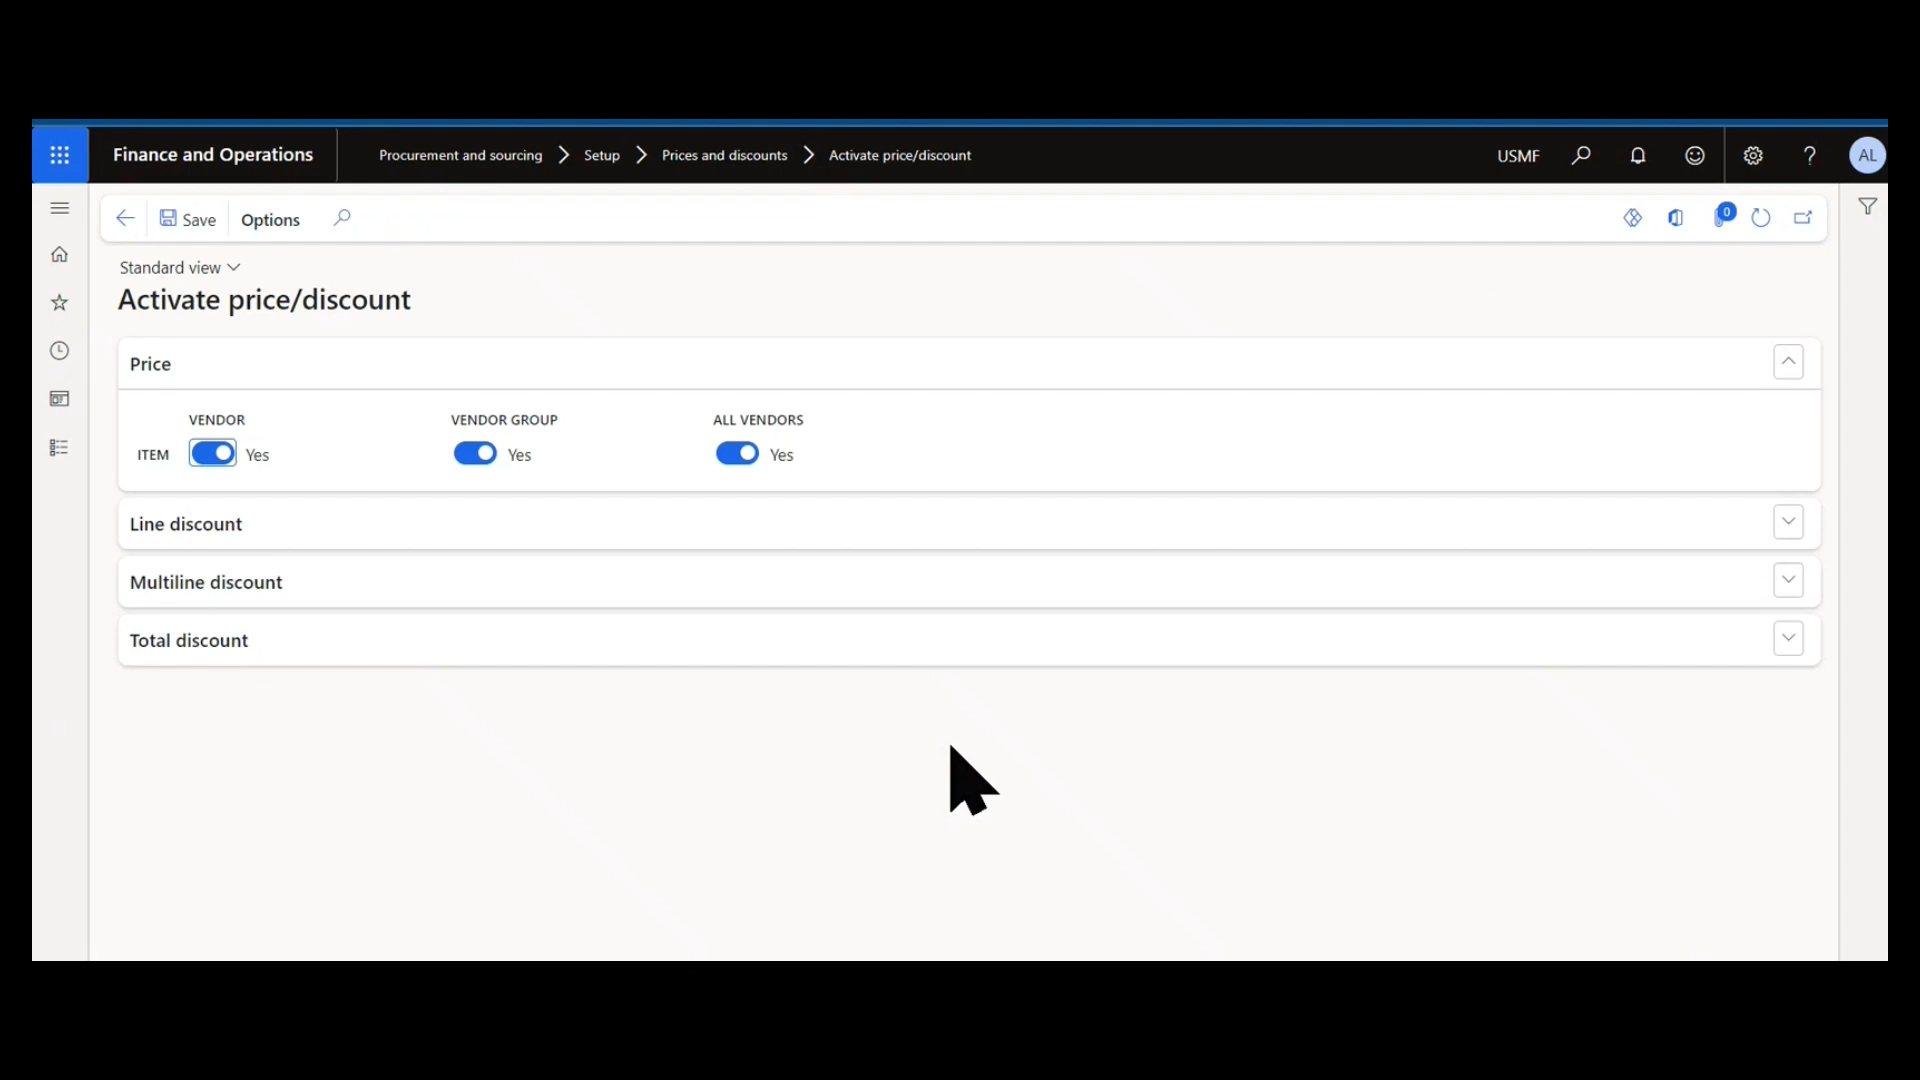 Finance and Operations
Procurement and sourcing
Setup
Prices and discounts
Activate price/discount
USMF
?
AL
Save
Options
0
Standard view
Activate price/discount
Price
VENDOR
VENDOR GROUP
ALL VENDORS
ITEM
Yes
Yes
Yes
Line discount
Multiline discount
Total discount